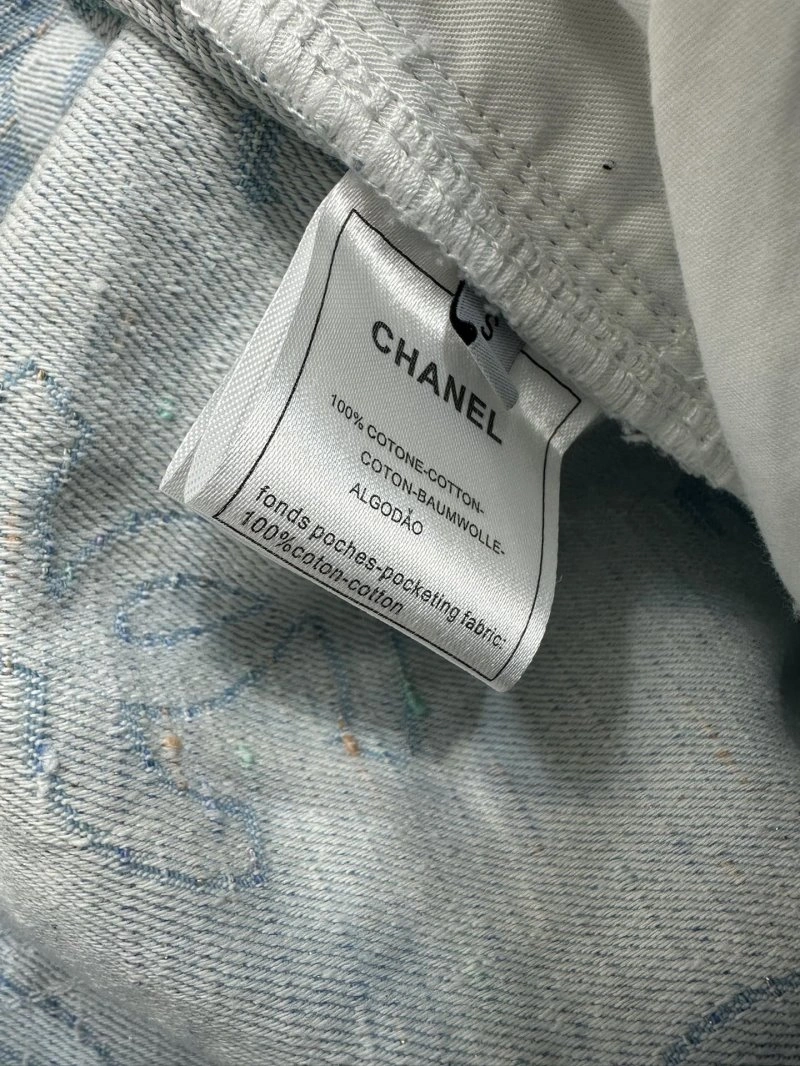 S
CHANEL
100% COTONE-COTTON-
COTON-BAUMWOLLE-
ALGODÃO
fonds poches-pocketing fabric:
100%coton-cotton